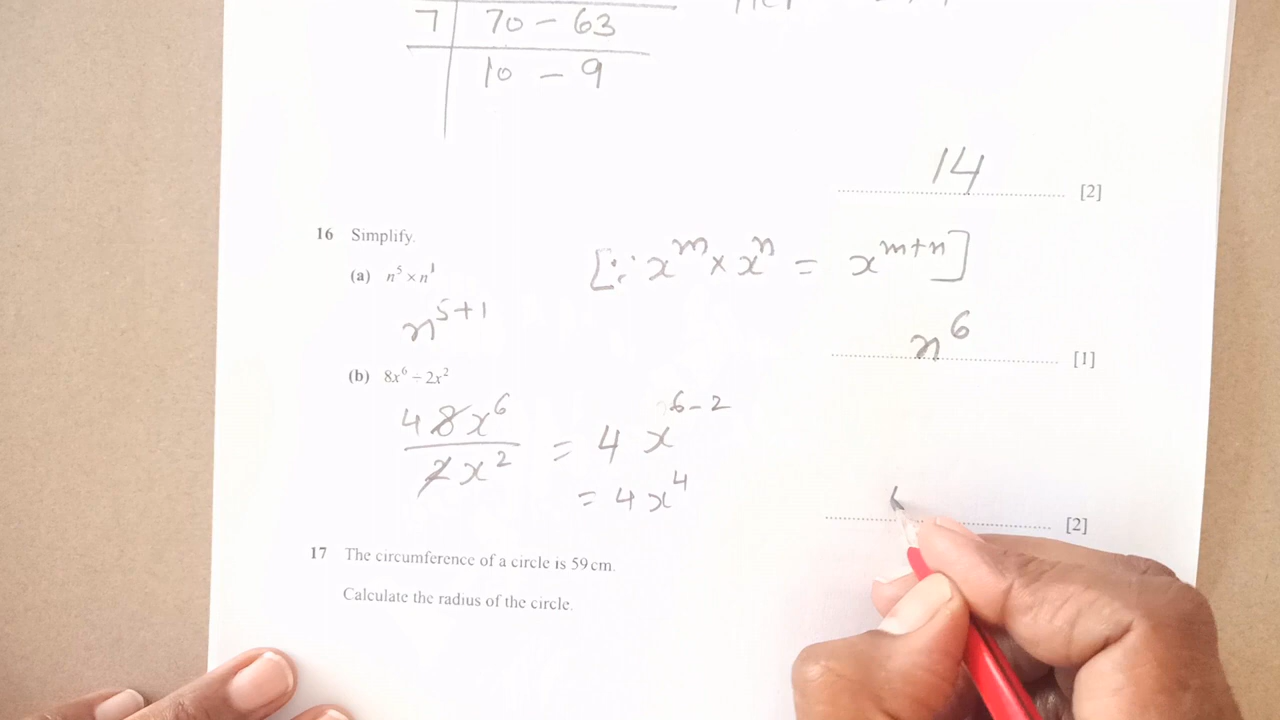 7 | 70 - 63
10 - 9
14
[2]
16 Simplify.
[∵ x^m × x^n = x^{m+n}]
(a) n^5 × n^1
n^{5+1}
n^6
[1]
(b) 8x^6 ÷ 2x^2
4 8x^6 / 2x^2 = 4 x^{6-2}
= 4x^4
[2]
17 The circumference of a circle is 59 cm.
Calculate the radius of the circle.